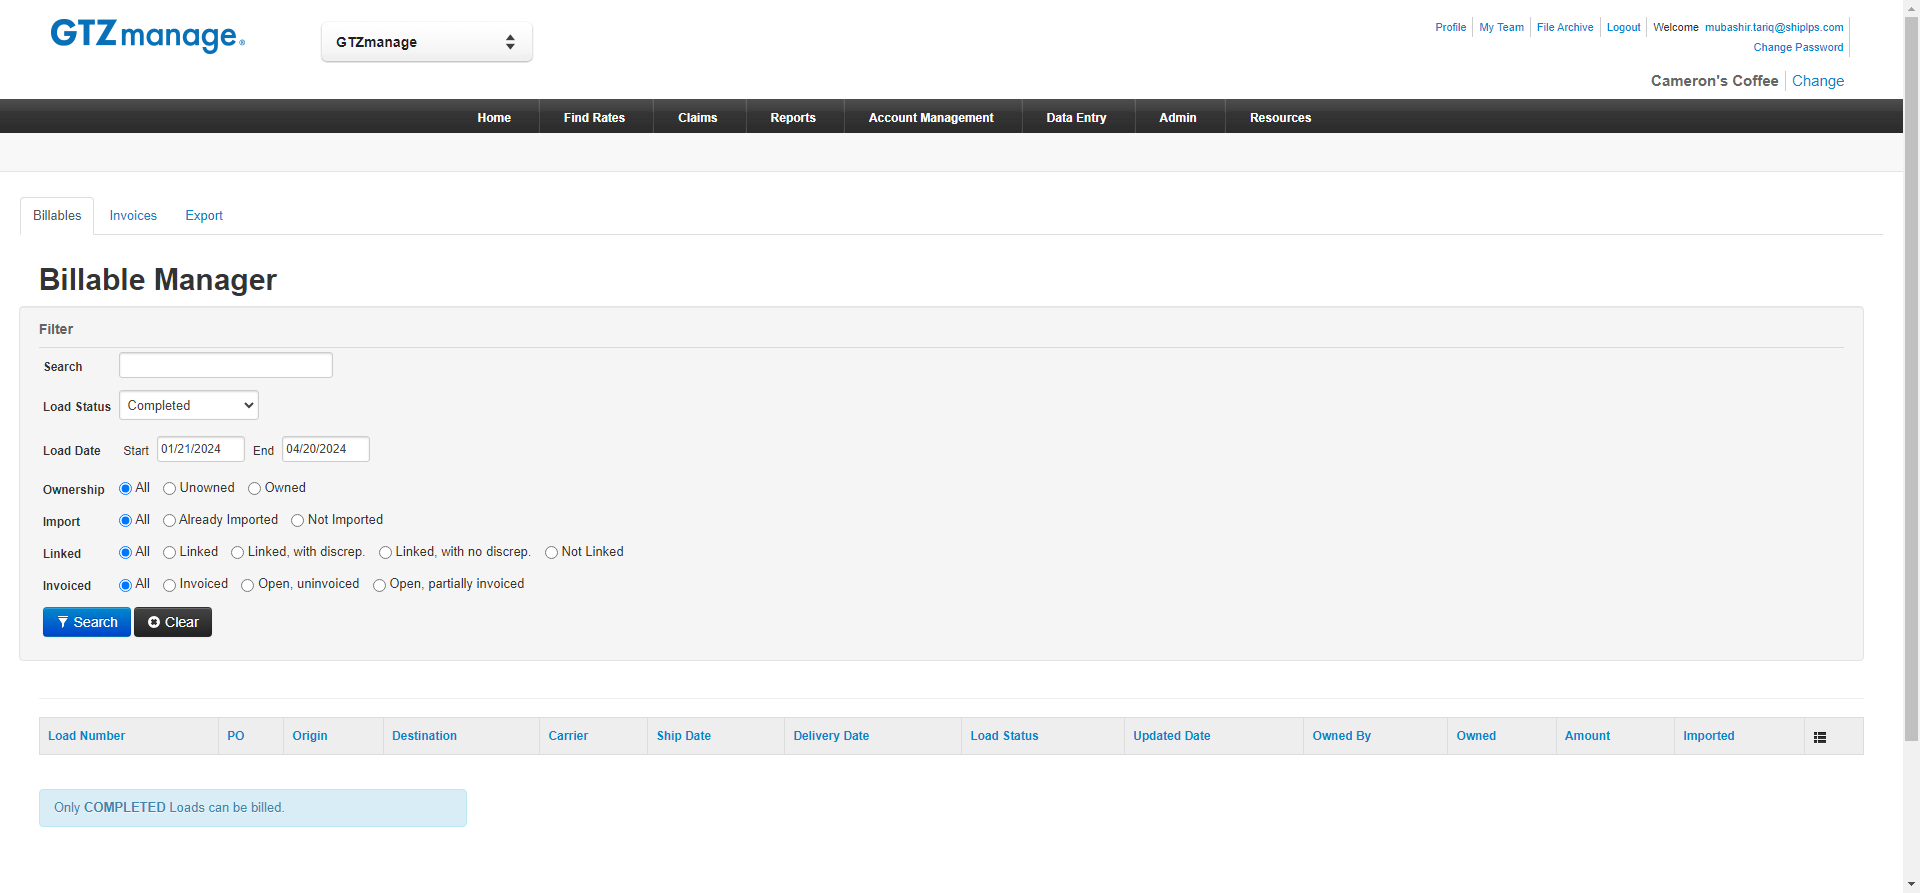 GTZmanage®
GTZmanage
Profile My Team File Archive Logout Welcome mubashir.tariq@shiplps.com
Change Password
Cameron's Coffee Change
Home Find Rates Claims Reports Account Management Data Entry Admin Resources
Billables Invoices Export
Billable Manager
Filter
Search
Load Status Completed
Load Date Start 01/21/2024 End 04/20/2024
Ownership All Unowned Owned
Import All Already Imported Not Imported
Linked All Linked Linked, with discrep. Linked, with no discrep. Not Linked
Invoiced All Invoiced Open, uninvoiced Open, partially invoiced
Search Clear
Load Number PO Origin Destination Carrier Ship Date Delivery Date Load Status Updated Date Owned By Owned Amount Imported
Only COMPLETED Loads can be billed.